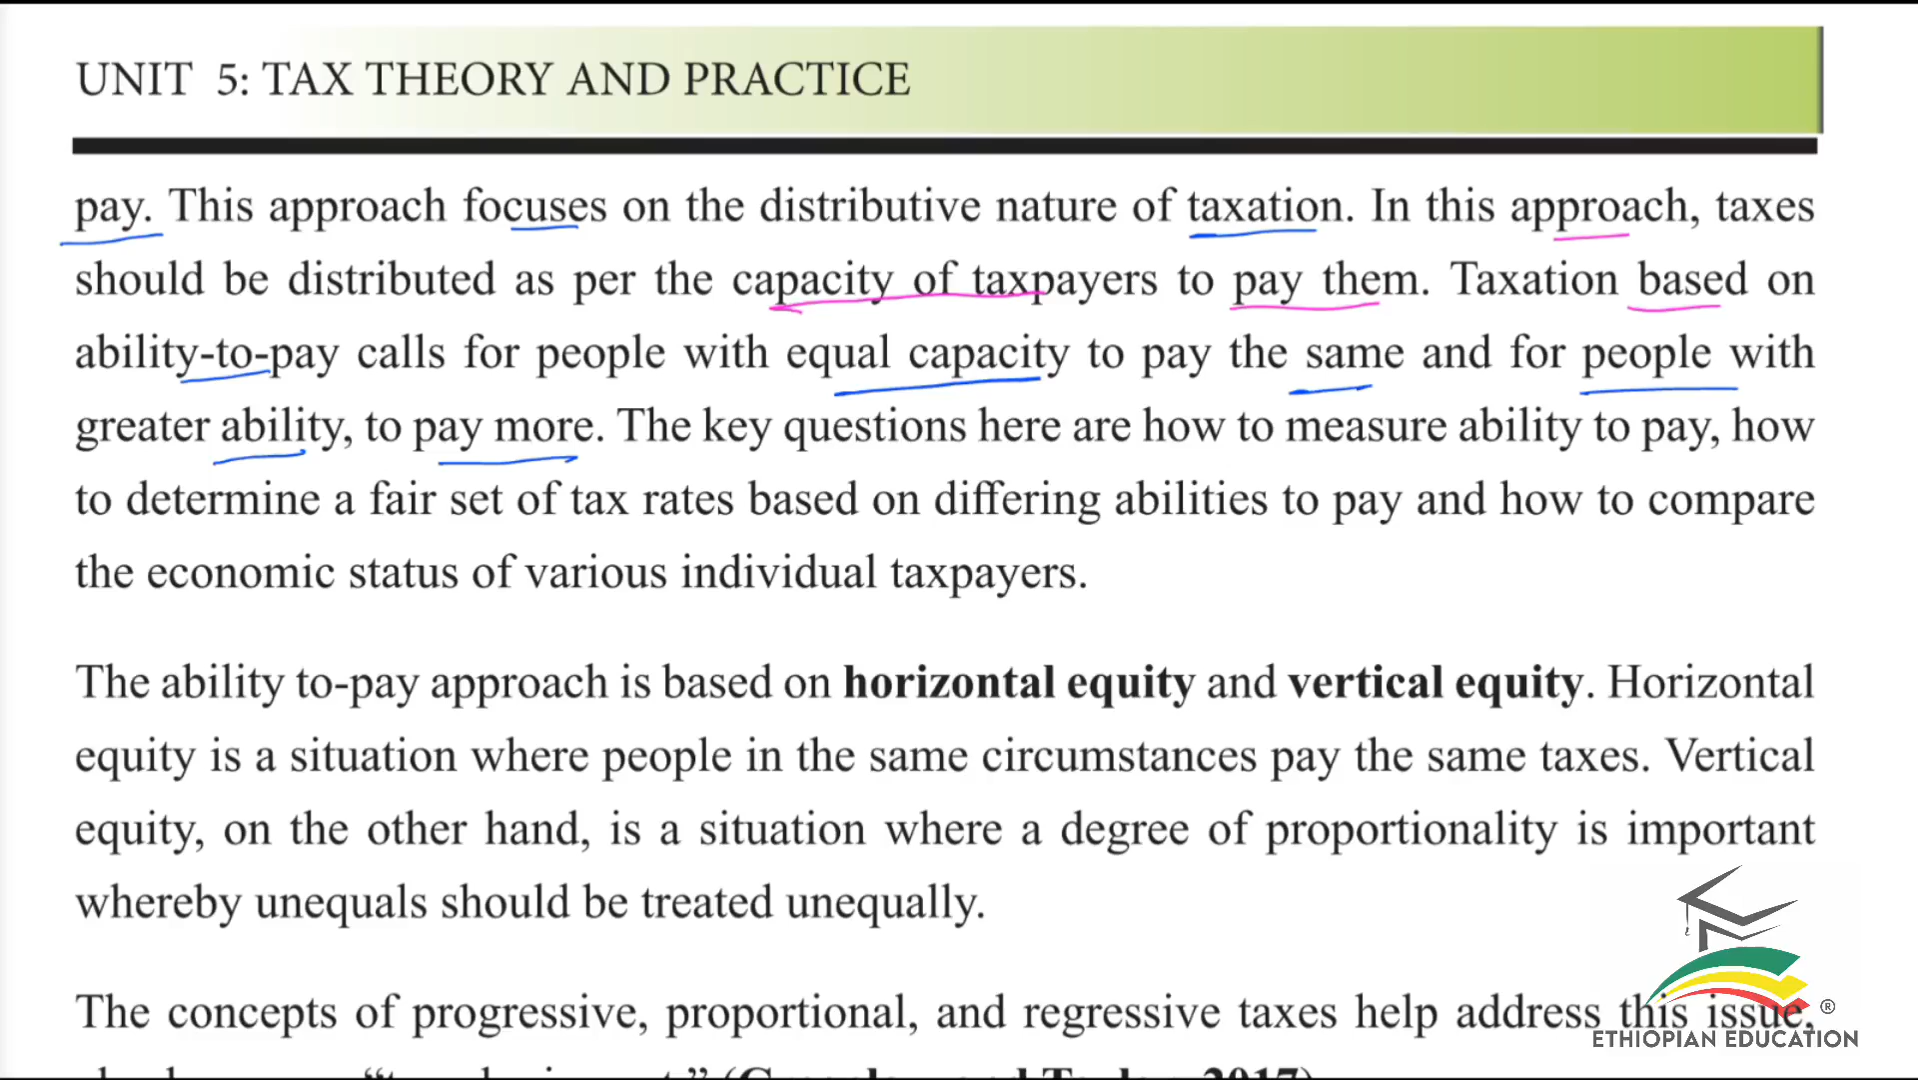 UNIT 5: TAX THEORY AND PRACTICE
pay. This approach focuses on the distributive nature of taxation. In this approach, taxes
should be distributed as per the capacity of taxpayers to pay them. Taxation based on
ability-to-pay calls for people with equal capacity to pay the same and for people with
greater ability, to pay more. The key questions here are how to measure ability to pay, how
to determine a fair set of tax rates based on differing abilities to pay and how to compare
the economic status of various individual taxpayers.
The ability to-pay approach is based on horizontal equity and vertical equity. Horizontal
equity is a situation where people in the same circumstances pay the same taxes. Vertical
equity, on the other hand, is a situation where a degree of proportionality is important
whereby unequals should be treated unequally.
The concepts of progressive, proportional, and regressive taxes help address this issue,
®
ETHIOPIAN EDUCATION